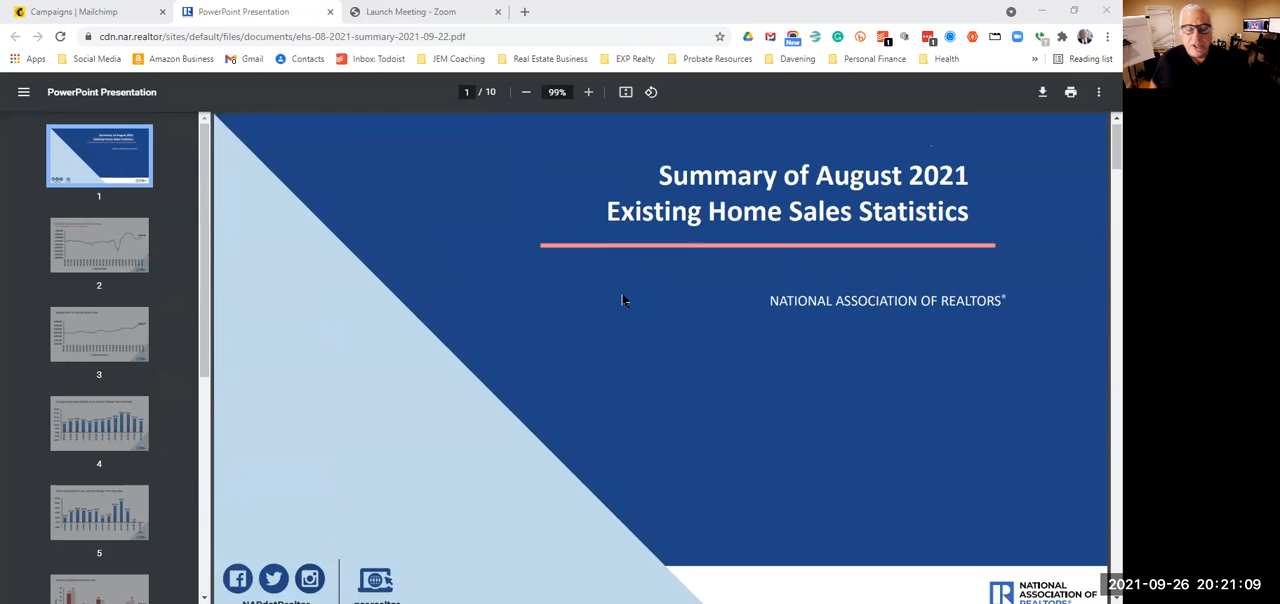 Campaigns | Mailchimp
PowerPoint Presentation
Launch Meeting - Zoom
cdn.nar.realtor/sites/default/files/documents/ehs-08-2021-summary-2021-09-22.pdf
New
1
1
Apps
Social Media
Amazon Business
Gmail
Contacts
Inbox: Todoist
JEM Coaching
Real Estate Business
EXP Realty
Probate Resources
Davening
Personal Finance
Health
»
Reading list
PowerPoint Presentation
1 / 10
99%
1
2
3
4
5
Summary of August 2021
Existing Home Sales Statistics
NATIONAL ASSOCIATION OF REALTORS®
NATIONAL
ASSOCIATION OF
REALTORS®
2021-09-26 20:21:09